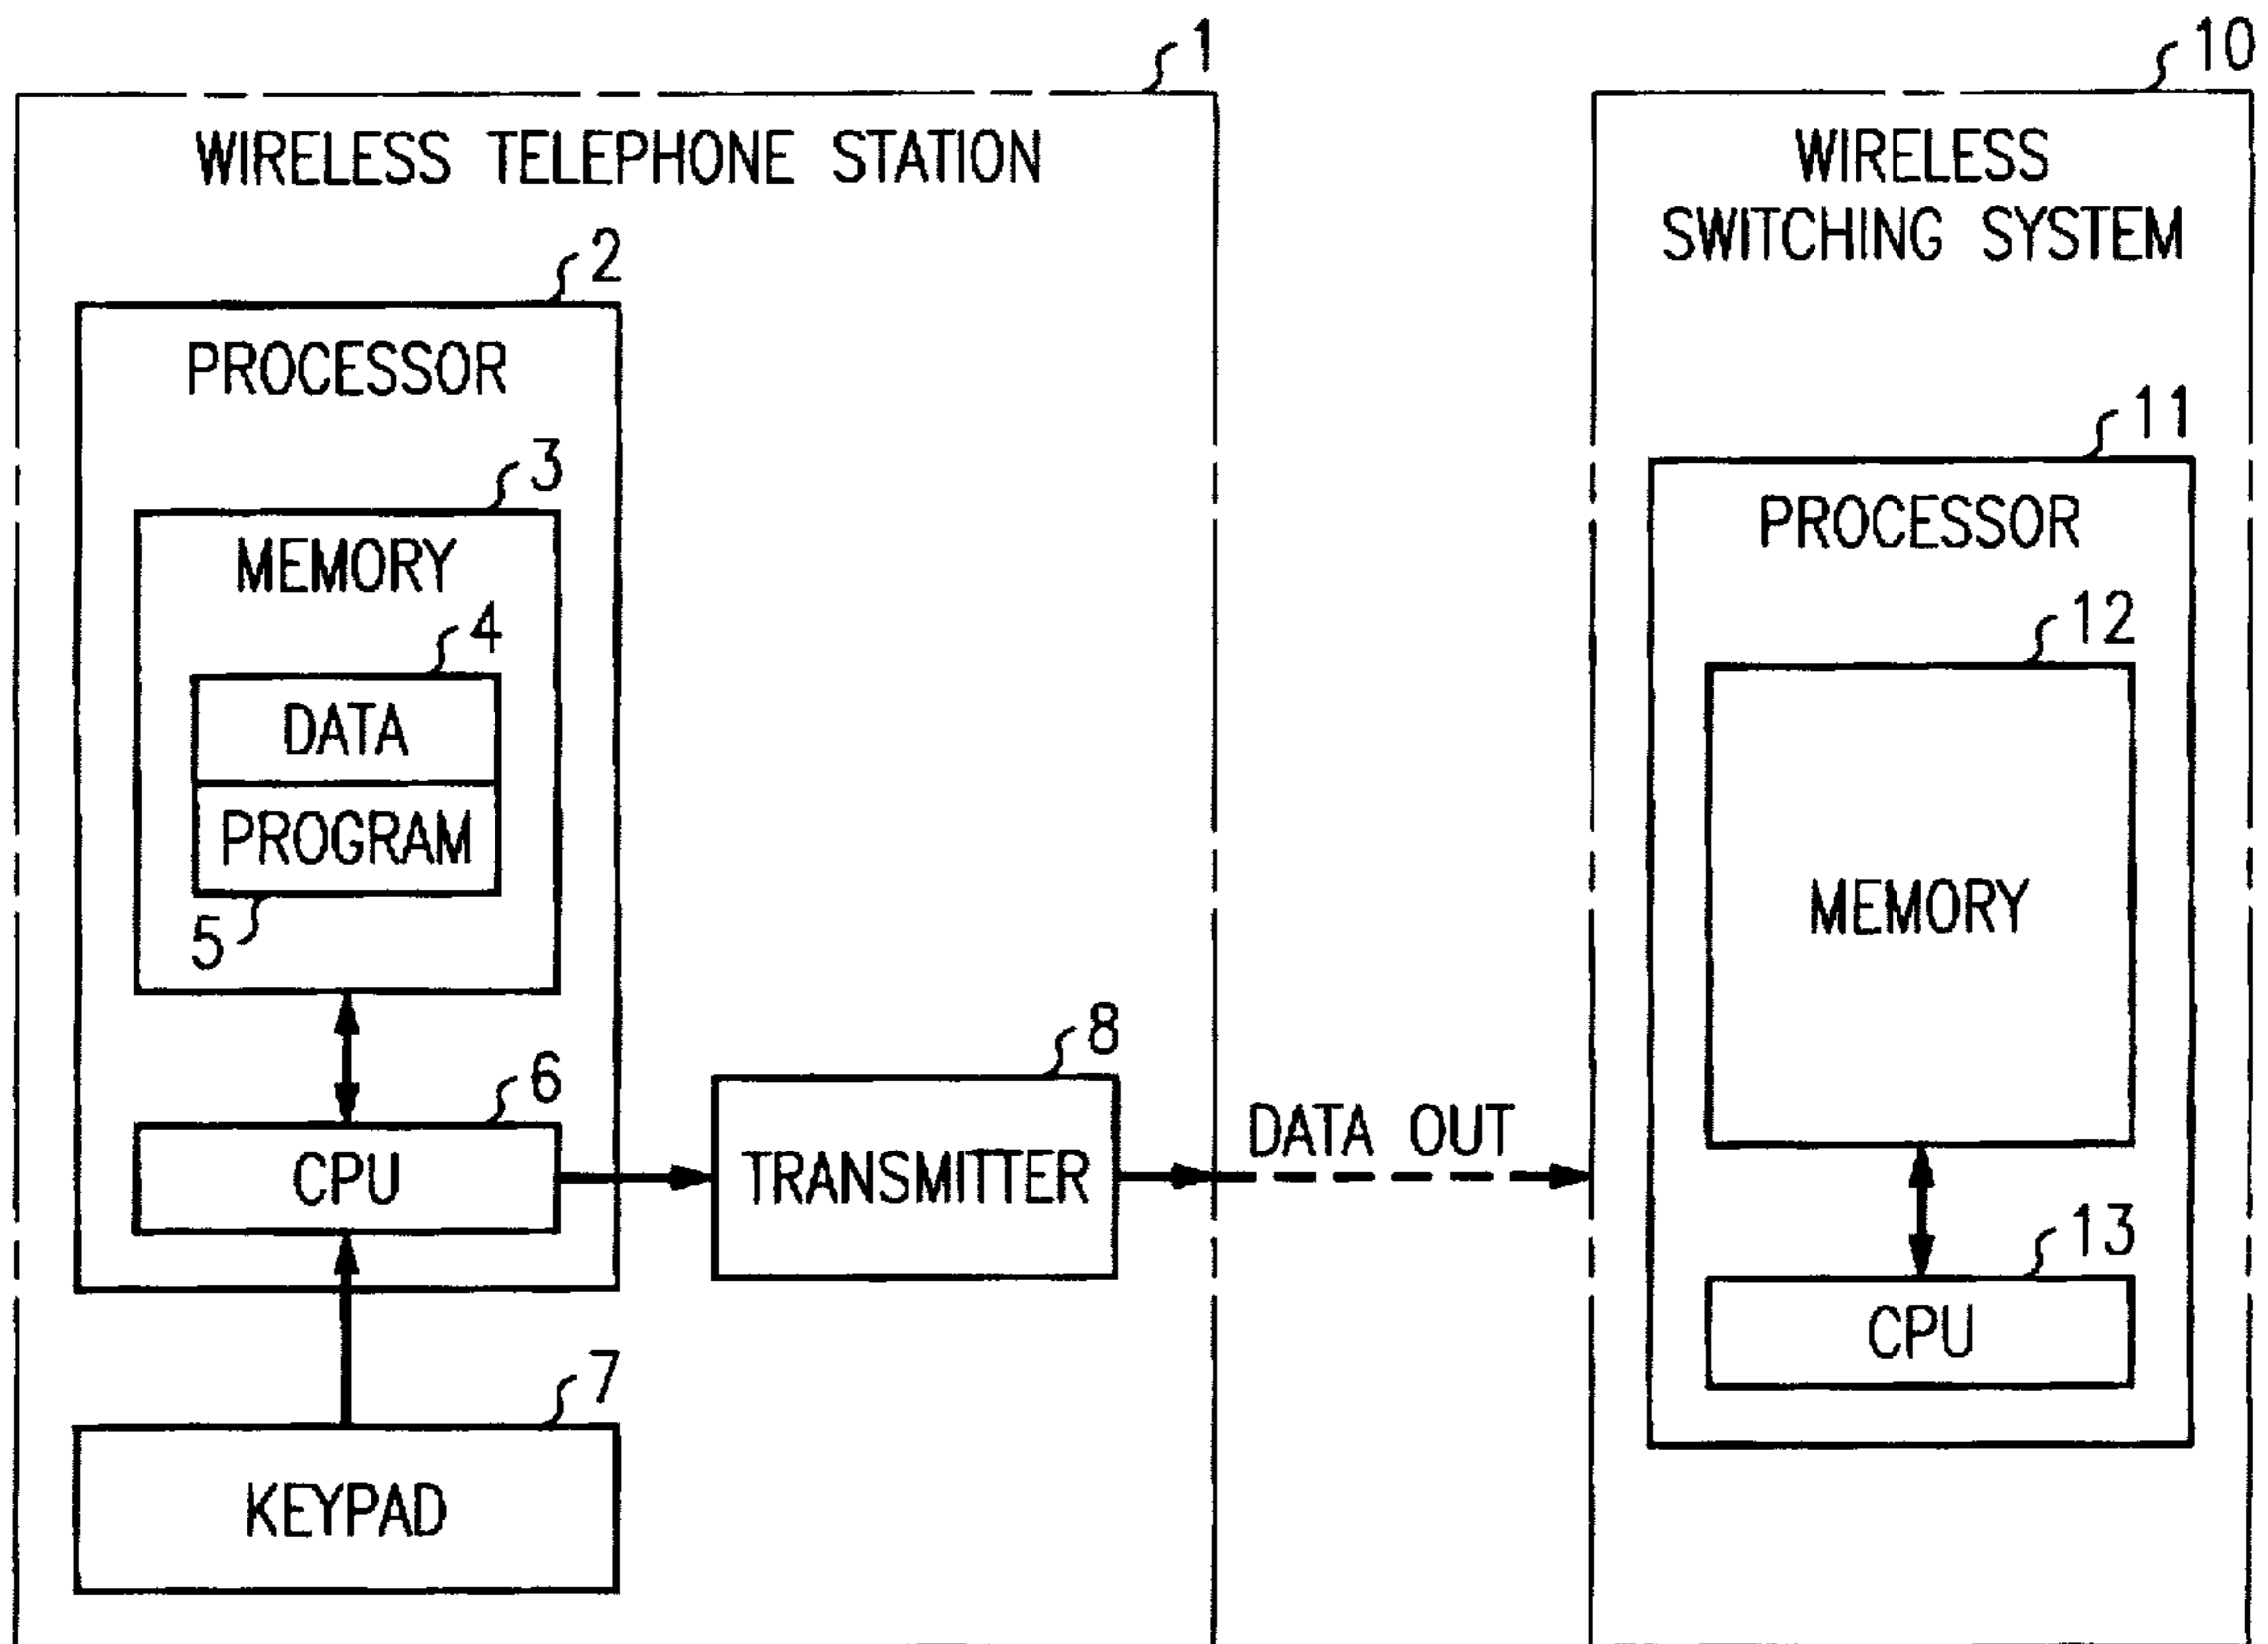 1
WIRELESS TELEPHONE STATION
2
PROCESSOR
3
MEMORY
4
DATA
PROGRAM
5
6
CPU
7
KEYPAD
8
TRANSMITTER
DATA OUT
10
WIRELESS
SWITCHING SYSTEM
11
PROCESSOR
12
MEMORY
13
CPU